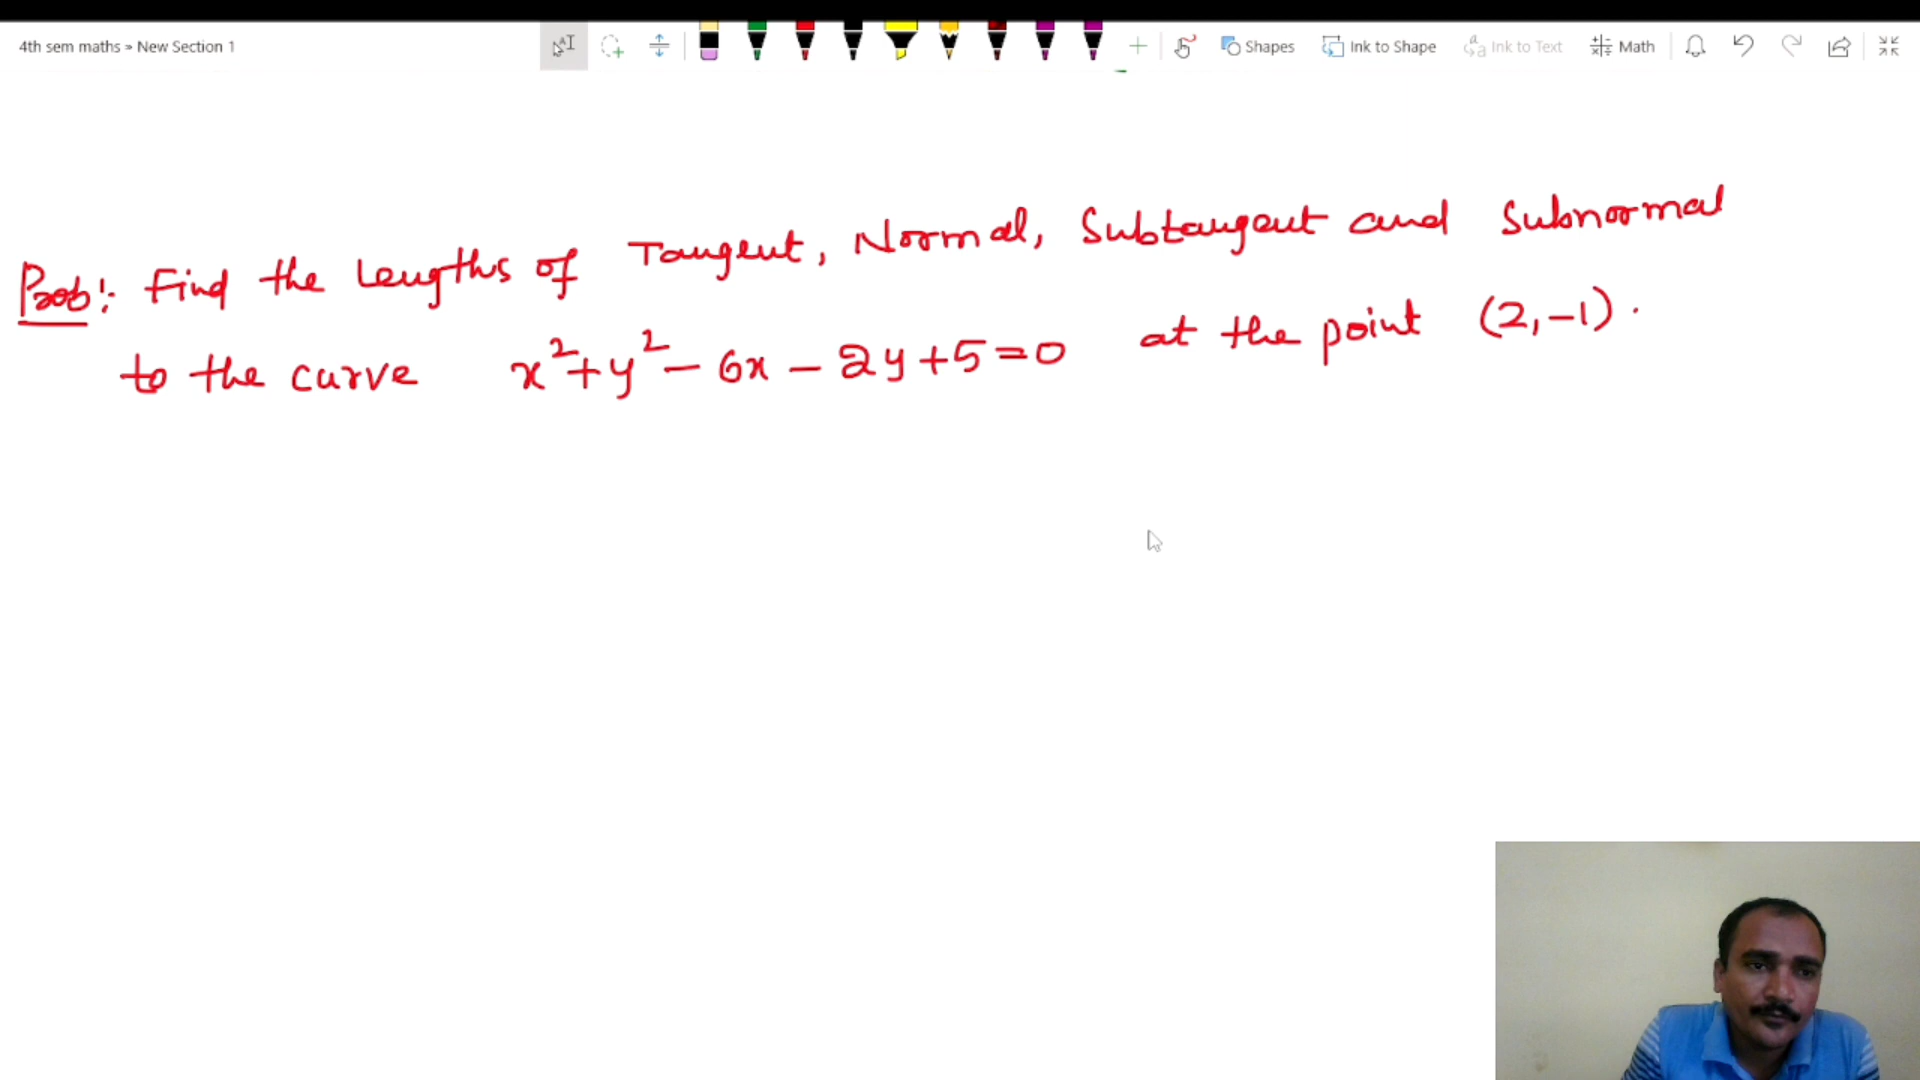 4th sem maths » New Section 1
Shapes
Ink to Shape
Ink to Text
Math
Prob: Find the lengths of Tangent, Normal, Subtangent and Subnormal
to the curve x²+y²-6x-2y+5=0 at the point (2,-1).